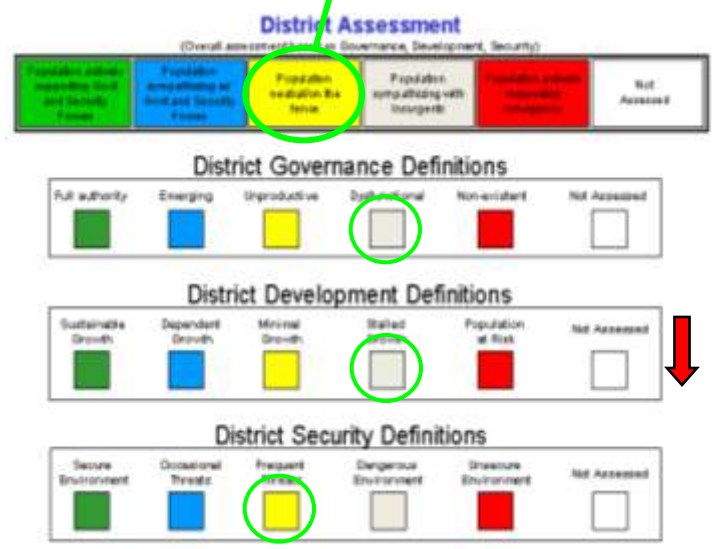 District Assessment
(Overall assessment based on Governance, Development, Security)
Population actively supporting Govt and Security Forces
Population sympathizing w/ Govt and Security Forces
Population neutral/on the fence
Population sympathizing with Insurgents
Population actively supporting Insurgency
Not Assessed
District Governance Definitions
Full authority Emerging Unproductive Dysfunctional Non-existent Not Assessed
District Development Definitions
Sustainable Growth
Dependent Growth
Minimal Growth
Stalled Growth
Population at Risk
Not Assessed
District Security Definitions
Secure Environment
Occasional Threats
Frequent Threats
Dangerous Environment
Unsecure Environment
Not Assessed